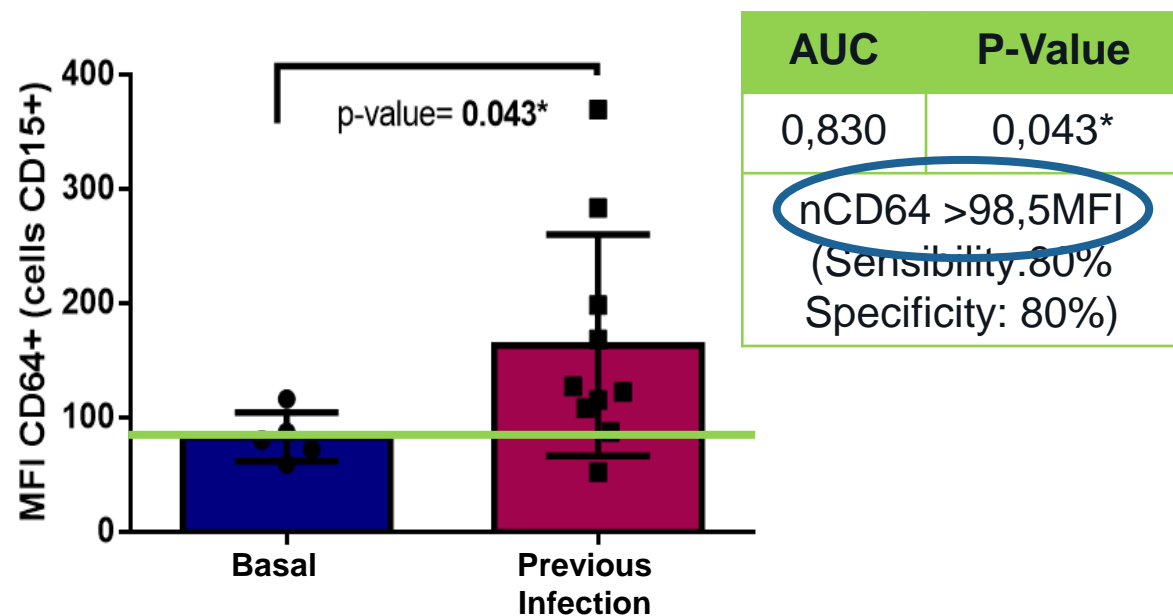 MFI CD64+ (cells CD15+)
400
300
200
100
0
p-value= 0.043*
Basal
Previous
Infection
AUC P-Value
0,830 0,043*
nCD64 >98,5MFI
(Sensibility:80%
Specificity: 80%)